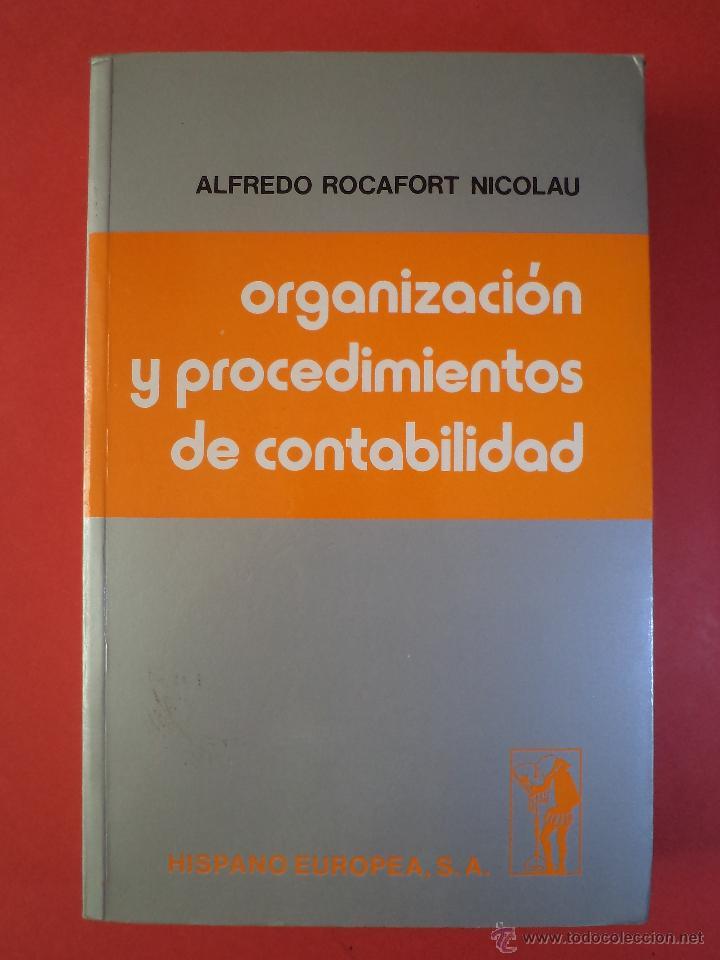 ALFREDO ROCAFORT NICOLAU
organización
y procedimientos
de contabilidad
HISPANO EUROPEA, S. A.
© todocoleccion.net